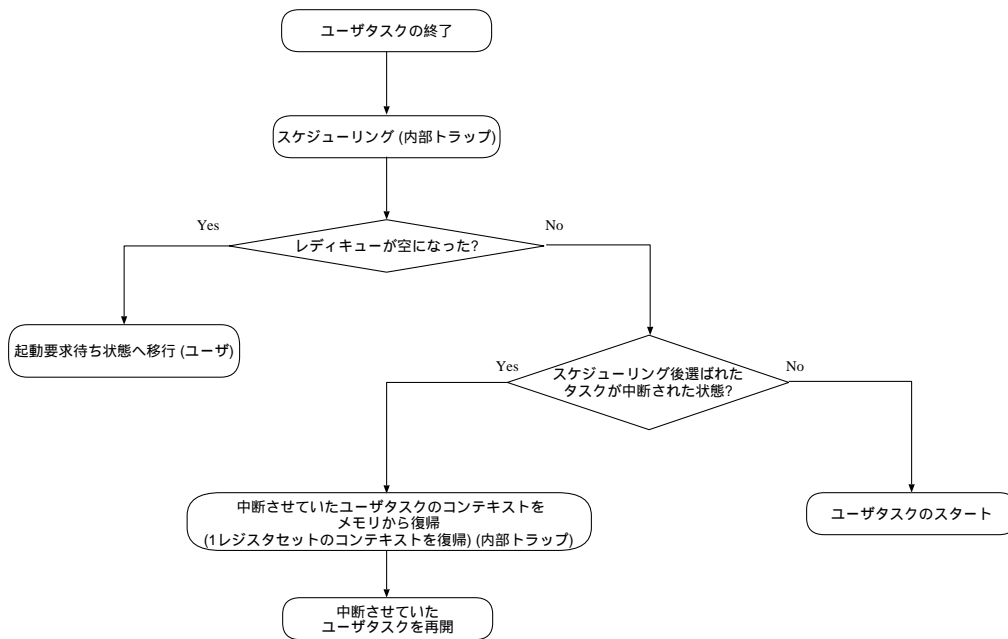 ユーザタスクの終了
スケジューリング (内部トラップ)
Yes
No
レディキューが空になった?
起動要求待ち状態へ移行 (ユーザ)
Yes
No
スケジューリング後選ばれた
タスクが中断された状態?
中断させていたユーザタスクのコンテキストを
メモリから復帰
(1レジスタセットのコンテキストを復帰) (内部トラップ)
ユーザタスクのスタート
中断させていた
ユーザタスクを再開